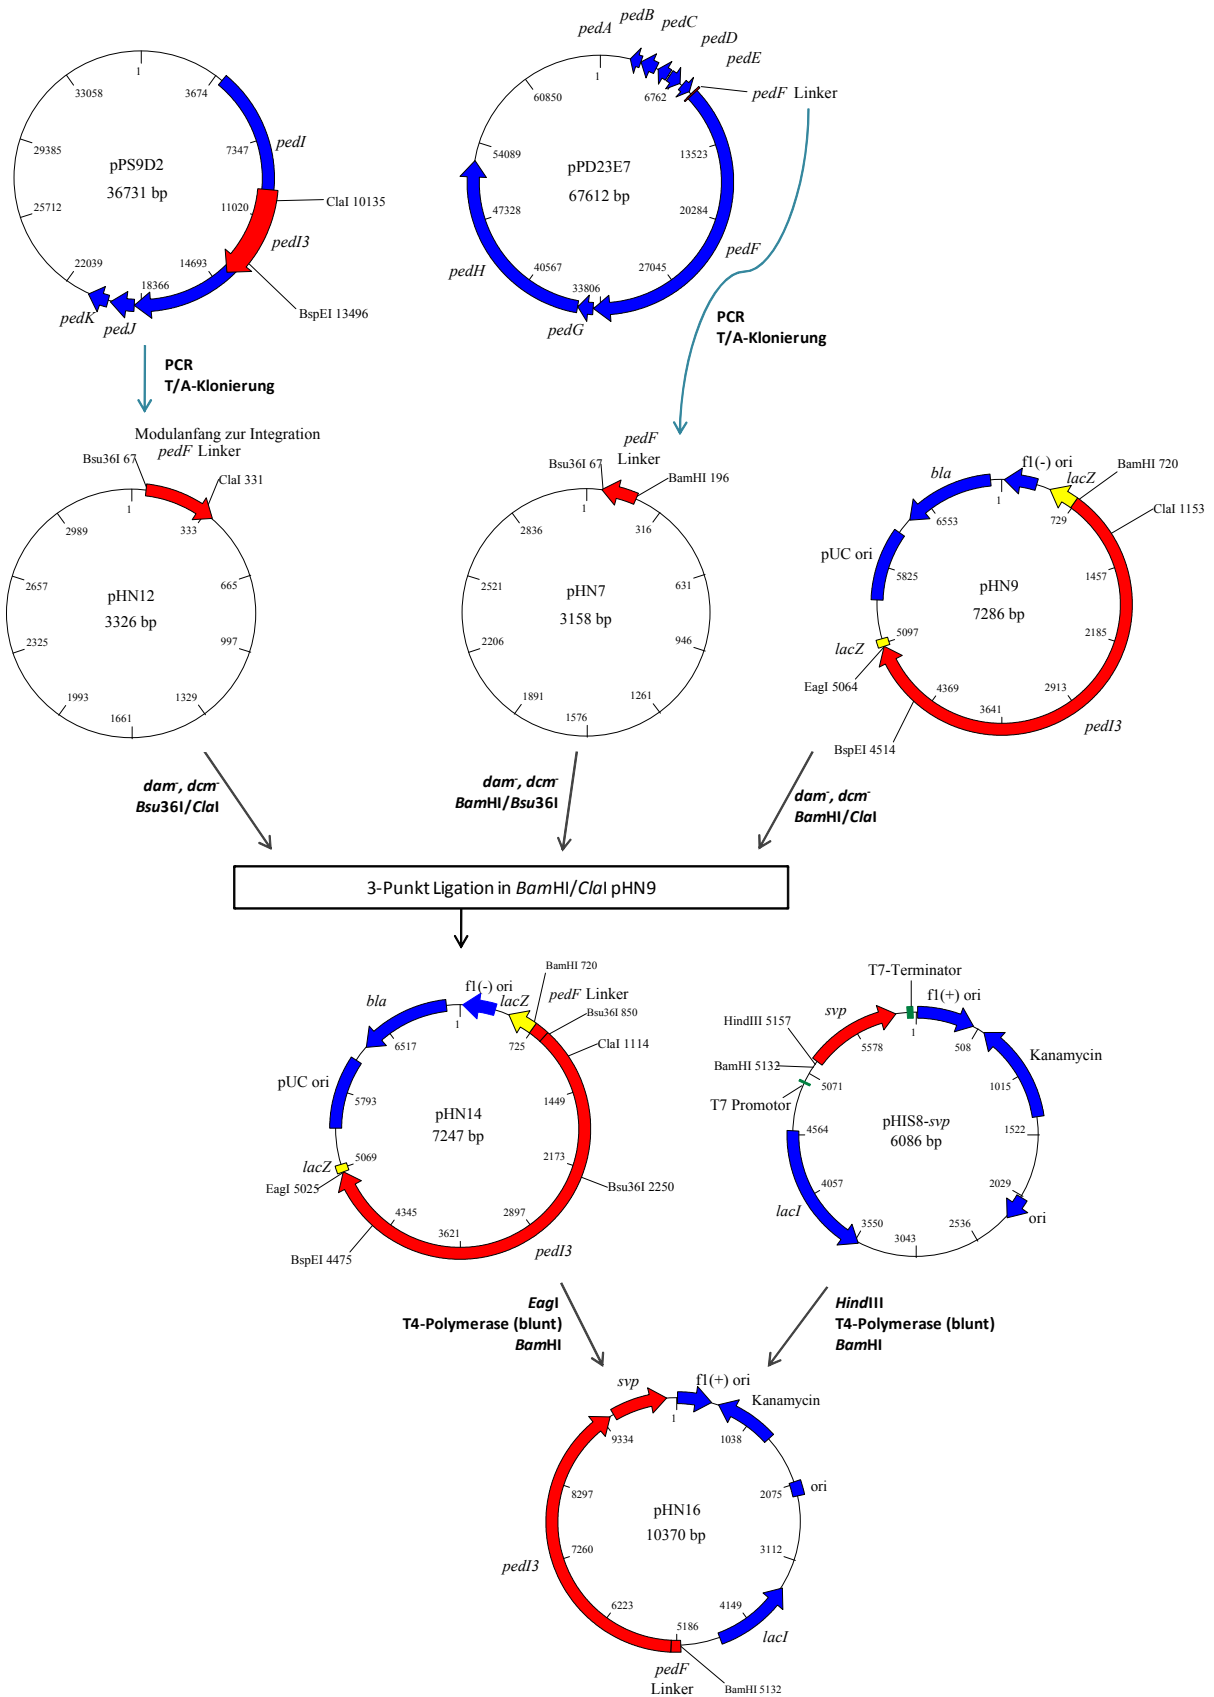 pedA
pedB
pedC
pedD
pedE
pedF Linker
1
3674
7347
11020
14693
18366
22039
25712
29385
33058
pPS9D2
36731 bp
pedI
ClaI 10135
pedI3
BspEI 13496
pedJ
pedK
1
6762
13523
20284
27045
33806
40567
47328
54089
60850
pPD23E7
67612 bp
pedF
pedG
pedH
PCR
T/A-Klonierung
PCR
T/A-Klonierung
Modulanfang zur Integration
pedF Linker
Bsu36I 67
ClaI 331
1
333
665
997
1329
1661
1993
2325
2657
2989
pHN12
3326 bp
pedF
Linker
Bsu36I 67
BamHI 196
1
316
631
946
1261
1576
1891
2206
2521
2836
pHN7
3158 bp
bla
f1(-) ori
lacZ
BamHI 720
ClaI 1153
1
729
1457
2185
2913
3641
4369
5097
5825
6553
pUC ori
pHN9
7286 bp
lacZ
EagI 5064
BspEI 4514
pedI3
dam-, dcm-
Bsu36I/ClaI
dam-, dcm-
BamHI/Bsu36I
dam-, dcm-
BamHI/ClaI
3-Punkt Ligation in BamHI/ClaI pHN9
bla
f1(-) ori
lacZ
BamHI 720
pedF Linker
Bsu36I 850
ClaI 1114
1
725
1449
2173
2897
3621
4345
5069
5793
6517
pUC ori
pHN14
7247 bp
lacZ
EagI 5025
Bsu36I 2250
BspEI 4475
pedI3
T7-Terminator
f1(+) ori
svp
HindIII 5157
BamHI 5132
T7 Promotor
Kanamycin
1
508
1015
1522
2029
2536
3043
3550
4057
4564
5071
5578
pHIS8-svp
6086 bp
lacI
ori
EagI
T4-Polymerase (blunt)
BamHI
HindIII
T4-Polymerase (blunt)
BamHI
svp
f1(+) ori
Kanamycin
1
1038
2075
3112
4149
5186
6223
7260
8297
9334
ori
pHN16
10370 bp
pedI3
lacI
pedF
Linker
BamHI 5132